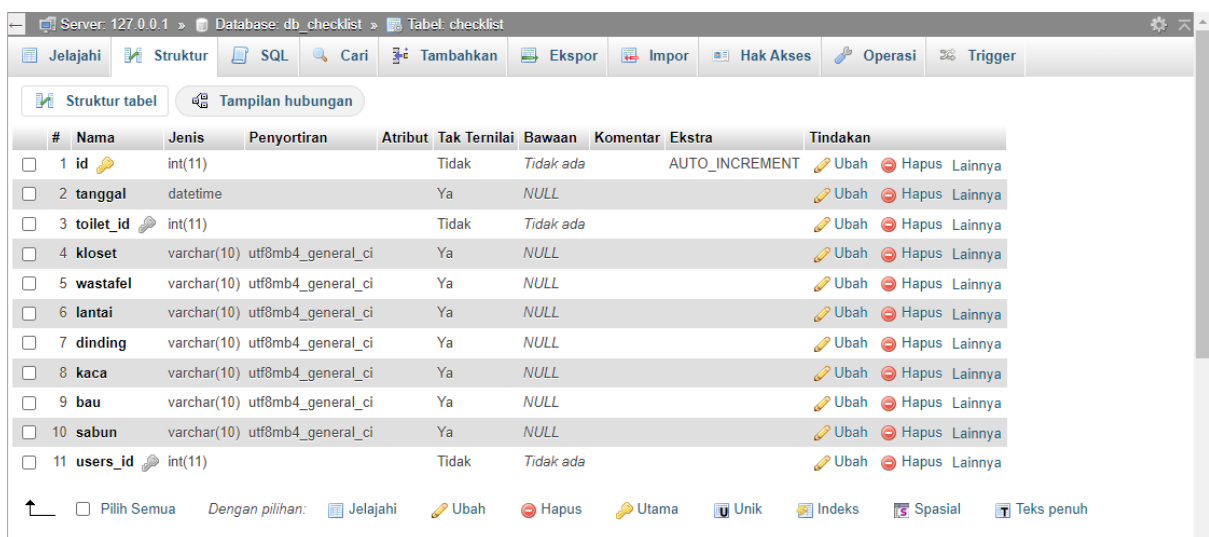 Server: 127.0.0.1 » Database: db_checklist » Tabel: checklist
Jelajahi Struktur SQL Cari Tambahkan Ekspor Impor Hak Akses Operasi Trigger
Struktur tabel Tampilan hubungan
# Nama Jenis Penyortiran Atribut Tak Ternilai Bawaan Komentar Ekstra Tindakan
1 id int(11) Tidak Tidak ada AUTO_INCREMENT Ubah Hapus Lainnya
2 tanggal datetime Ya NULL Ubah Hapus Lainnya
3 toilet_id int(11) Tidak Tidak ada Ubah Hapus Lainnya
4 kloset varchar(10) utf8mb4_general_ci Ya NULL Ubah Hapus Lainnya
5 wastafel varchar(10) utf8mb4_general_ci Ya NULL Ubah Hapus Lainnya
6 lantai varchar(10) utf8mb4_general_ci Ya NULL Ubah Hapus Lainnya
7 dinding varchar(10) utf8mb4_general_ci Ya NULL Ubah Hapus Lainnya
8 kaca varchar(10) utf8mb4_general_ci Ya NULL Ubah Hapus Lainnya
9 bau varchar(10) utf8mb4_general_ci Ya NULL Ubah Hapus Lainnya
10 sabun varchar(10) utf8mb4_general_ci Ya NULL Ubah Hapus Lainnya
11 users_id int(11) Tidak Tidak ada Ubah Hapus Lainnya
Pilih Semua Dengan pilihan: Jelajahi Ubah Hapus Utama Unik Indeks Spasial Teks penuh